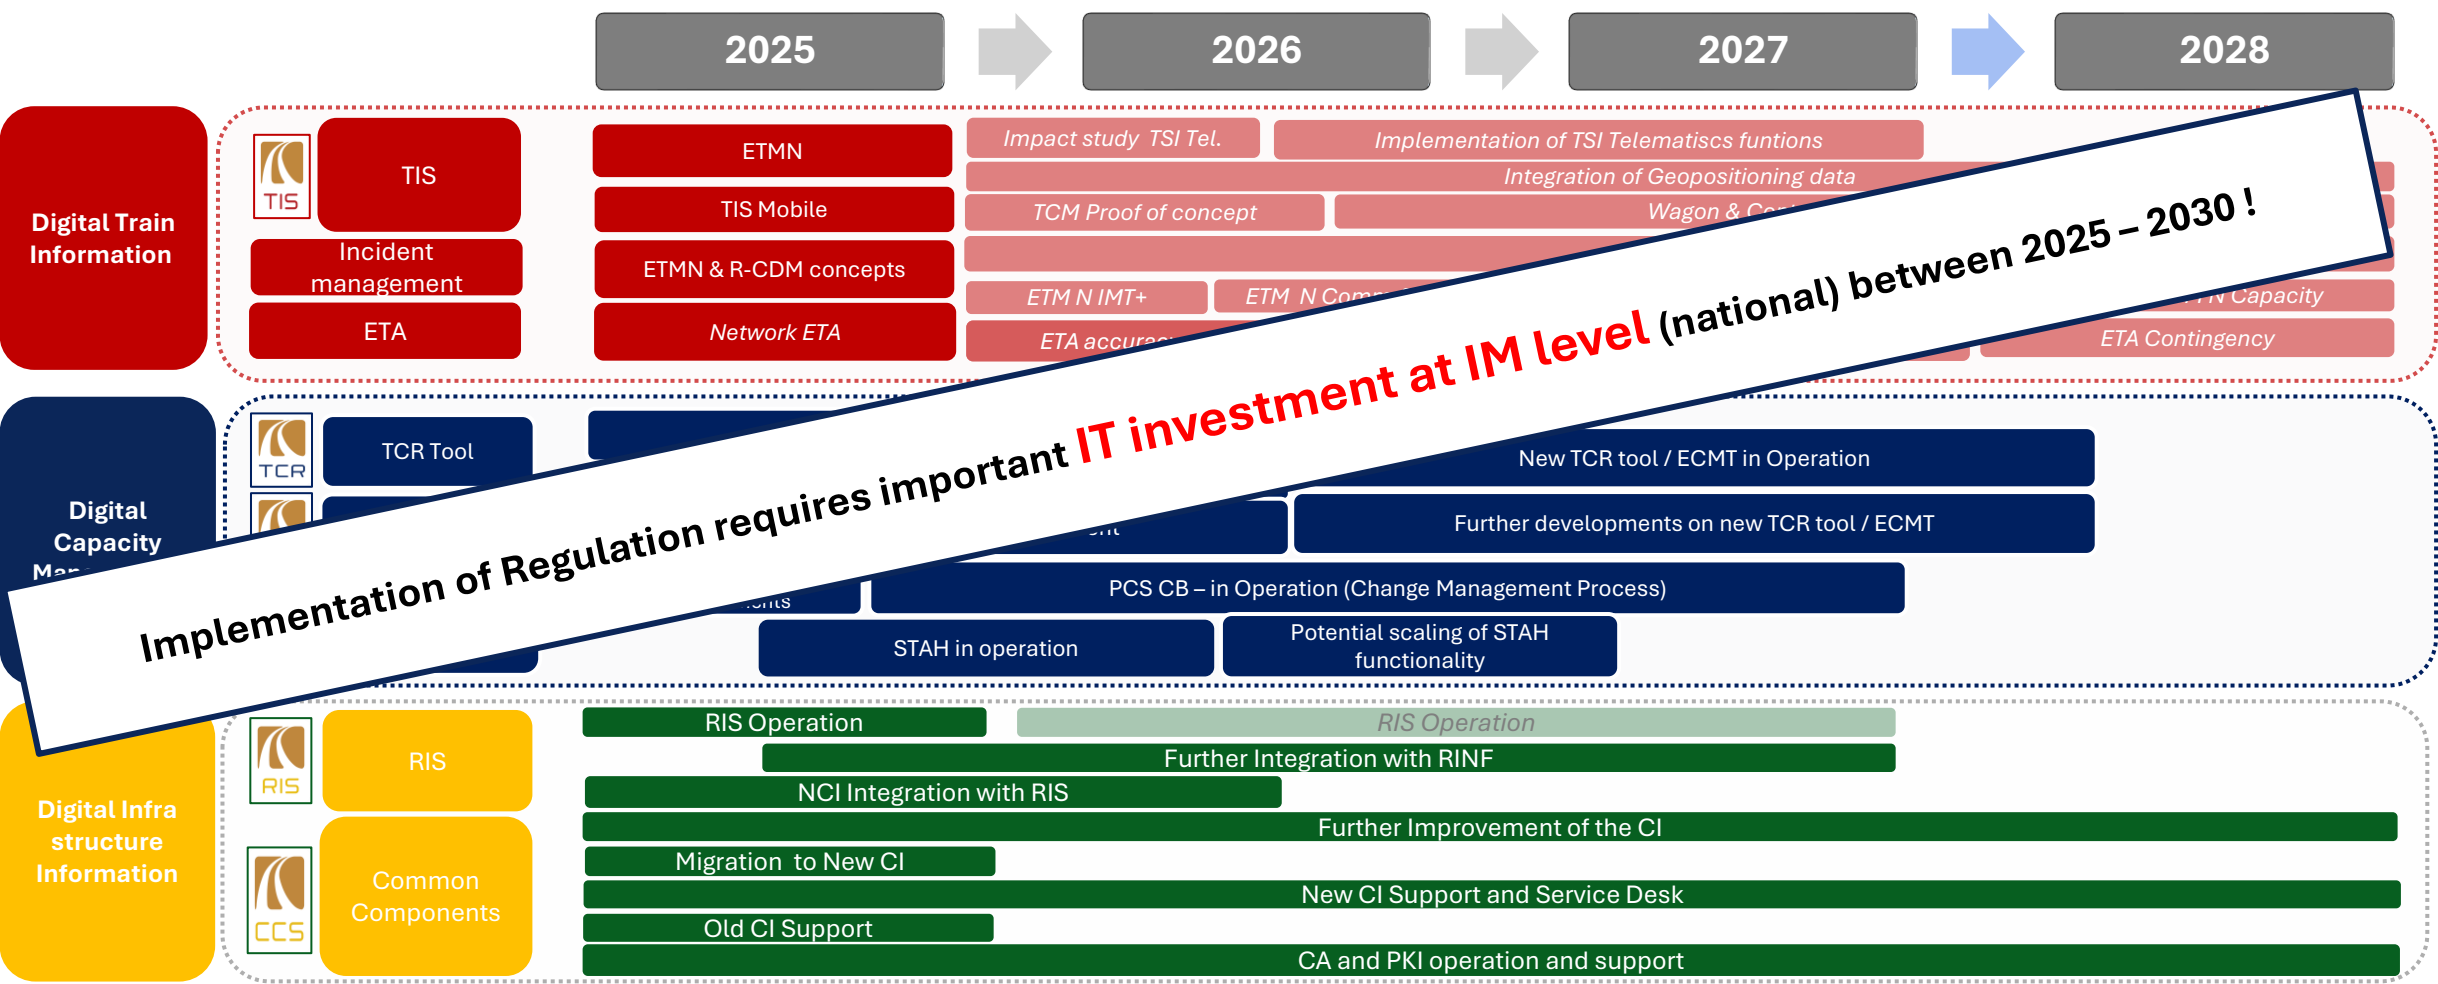 2025
2026
2027
2028
Digital Train
Information
TIS
TIS
Incident
management
ETA
ETMN
TIS Mobile
ETMN & R-CDM concepts
Network ETA
Impact study TSI Tel.
Implementation of TSI Telematiscs funtions
Integration of Geopositioning data
TCM Proof of concept
Wagon &
ETM N IMT+
ETM N
N Capacity
ETA
ETA Contingency
Implementation of Regulation requires important IT investment at IM level (national) between 2025 – 2030 !
Digital
Capacity
TCR
TCR Tool
New TCR tool / ECMT in Operation
Further developments on new TCR tool / ECMT
PCS CB – in Operation (Change Management Process)
STAH in operation
Potential scaling of STAH
functionality
Digital Infra
structure
Information
RIS
RIS
CCS
Common
Components
RIS Operation
RIS Operation
Further Integration with RINF
NCI Integration with RIS
Further Improvement of the CI
Migration to New CI
New CI Support and Service Desk
Old CI Support
CA and PKI operation and support